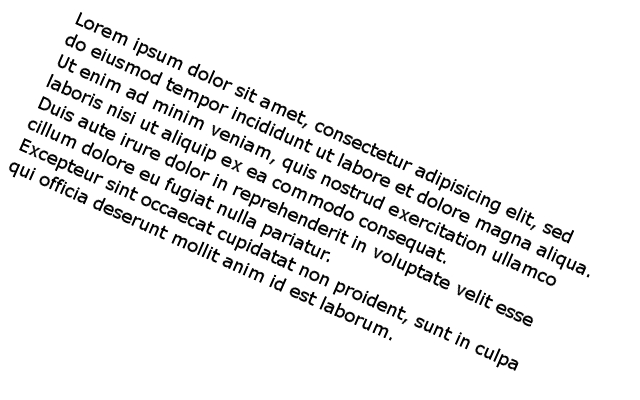 Lorem ipsum dolor sit amet, consectetur adipisicing elit, sed
do eiusmod tempor incididunt ut labore et dolore magna aliqua.
Ut enim ad minim veniam, quis nostrud exercitation ullamco
laboris nisi ut aliquip ex ea commodo consequat.
Duis aute irure dolor in reprehenderit in voluptate velit esse
cillum dolore eu fugiat nulla pariatur.
Excepteur sint occaecat cupidatat non proident, sunt in culpa
qui officia deserunt mollit anim id est laborum.